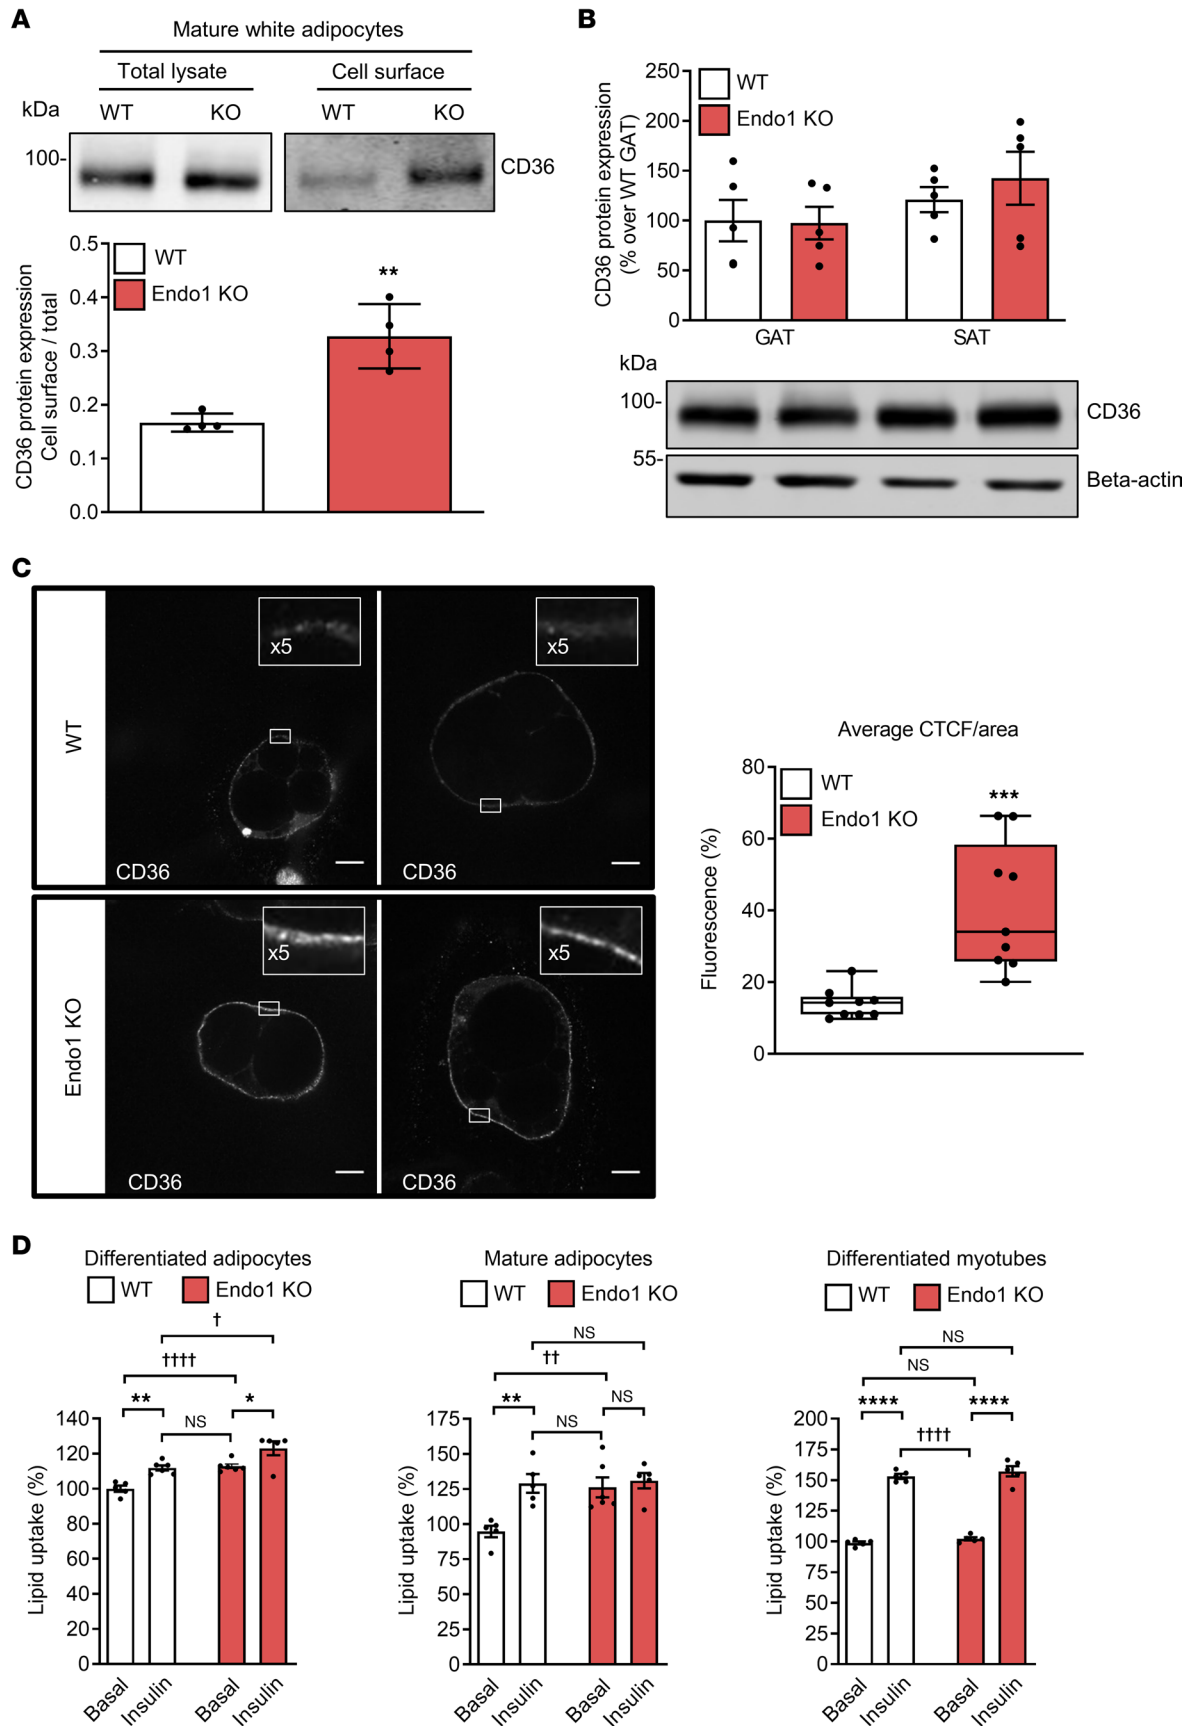 A
Mature white adipocytes
Total lysate
Cell surface
kDa
WT
KO
WT
KO
100-
CD36
CD36 protein expression
Cell surface / total
0.5
0.4
0.3
0.2
0.1
0.0
WT
Endo1 KO
**
B
CD36 protein expression
(% over WT GAT)
250
200
150
100
50
0
WT
Endo1 KO
GAT
SAT
kDa
100-
CD36
55-
Beta-actin
C
WT
x5
CD36
x5
CD36
Endo1 KO
x5
CD36
x5
CD36
Average CTCF/area
Fluorescence (%)
80
60
40
20
0
WT
Endo1 KO
***
D
Differentiated adipocytes
WT
Endo1 KO
†
††††
**
*
NS
Lipid uptake (%)
140
120
100
80
60
40
20
0
Basal
Insulin
Basal
Insulin
Mature adipocytes
WT
Endo1 KO
NS
††
**
NS
NS
Lipid uptake (%)
175
150
125
100
75
50
25
0
Basal
Insulin
Basal
Insulin
Differentiated myotubes
WT
Endo1 KO
NS
NS
****
****
††††
Lipid uptake (%)
200
175
150
125
100
75
50
25
0
Basal
Insulin
Basal
Insulin